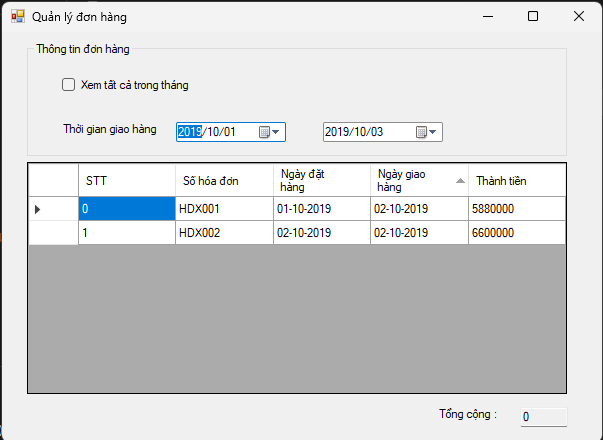 Quản lý đơn hàng
Thông tin đơn hàng
Xem tất cả trong tháng
Thời gian giao hàng 2019/10/01 2019/10/03
STT Số hóa đơn Ngày đặt hàng Ngày giao hàng Thành tiền
0 HDX001 01-10-2019 02-10-2019 5880000
1 HDX002 02-10-2019 02-10-2019 6600000
Tổng cộng : 0